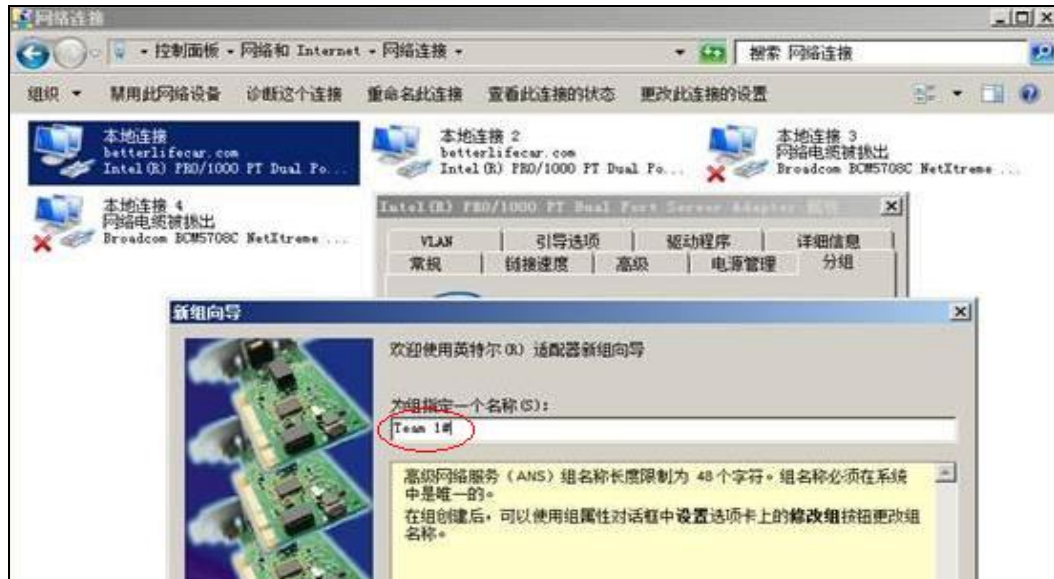 网络连接
控制面板 网络和 Internet 网络连接
搜索 网络连接
组织 禁用此网络设备 诊断这个连接 重命名此连接 查看此连接的状态 更改此连接的设置
本地连接
betterlifecar.com
Intel(R) PRO/1000 PT Dual Po...
本地连接 2
betterlifecar.com
Intel(R) PRO/1000 PT Dual Po...
本地连接 3
网络电缆被拔出
Broadcom BCM5708C NetXtreme ...
本地连接 4
网络电缆被拔出
Broadcom BCM5708C NetXtreme ...
Intel(R) PRO/1000 PT Dual Port Server Adapter 属性
VLAN 引导选项 驱动程序 详细信息
常规 链接速度 高级 电源管理 分组
新组向导
欢迎使用英特尔(R) 适配器新组向导
为组指定一个名称(S):
Team 1#
高级网络服务（ANS）组名称长度限制为 48 个字符。组名称必须在系统
中是唯一的。
在组创建后，可以使用组属性对话框中设置选项卡上的修改组按钮更改组
名称。